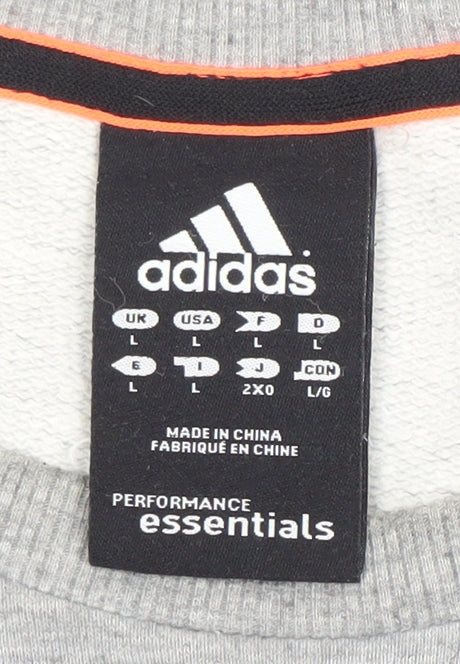 adidas
UK USA F D
L L L L
E I J CDN
L L 2XO L/G
MADE IN CHINA
FABRIQUÉ EN CHINE
PERFORMANCE
essentials